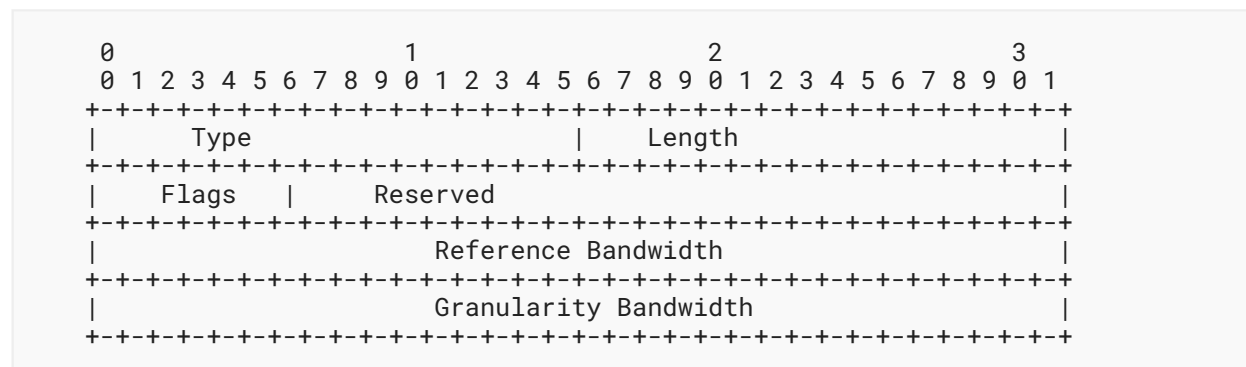 0                   1                   2                   3
 0 1 2 3 4 5 6 7 8 9 0 1 2 3 4 5 6 7 8 9 0 1 2 3 4 5 6 7 8 9 0 1
+-+-+-+-+-+-+-+-+-+-+-+-+-+-+-+-+-+-+-+-+-+-+-+-+-+-+-+-+-+-+-+-+
|      Type                     |    Length                     |
+-+-+-+-+-+-+-+-+-+-+-+-+-+-+-+-+-+-+-+-+-+-+-+-+-+-+-+-+-+-+-+-+
|    Flags   |     Reserved                                     |
+-+-+-+-+-+-+-+-+-+-+-+-+-+-+-+-+-+-+-+-+-+-+-+-+-+-+-+-+-+-+-+-+
|                      Reference Bandwidth                      |
+-+-+-+-+-+-+-+-+-+-+-+-+-+-+-+-+-+-+-+-+-+-+-+-+-+-+-+-+-+-+-+-+
|                      Granularity Bandwidth                    |
+-+-+-+-+-+-+-+-+-+-+-+-+-+-+-+-+-+-+-+-+-+-+-+-+-+-+-+-+-+-+-+-+